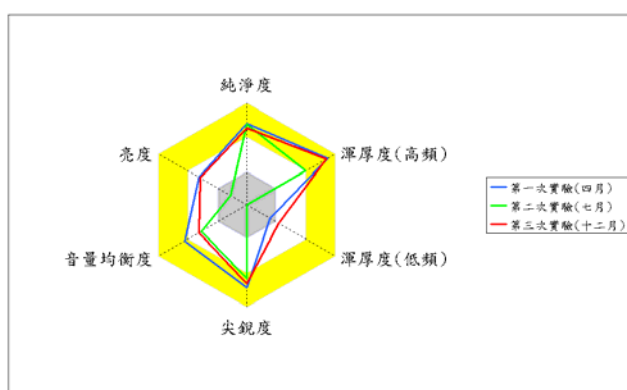 純淨度
亮度
渾厚度(高頻)
第一次實驗(四月)
第二次實驗(七月)
第三次實驗(十二月)
音量均衡度
渾厚度(低頻)
尖銳度